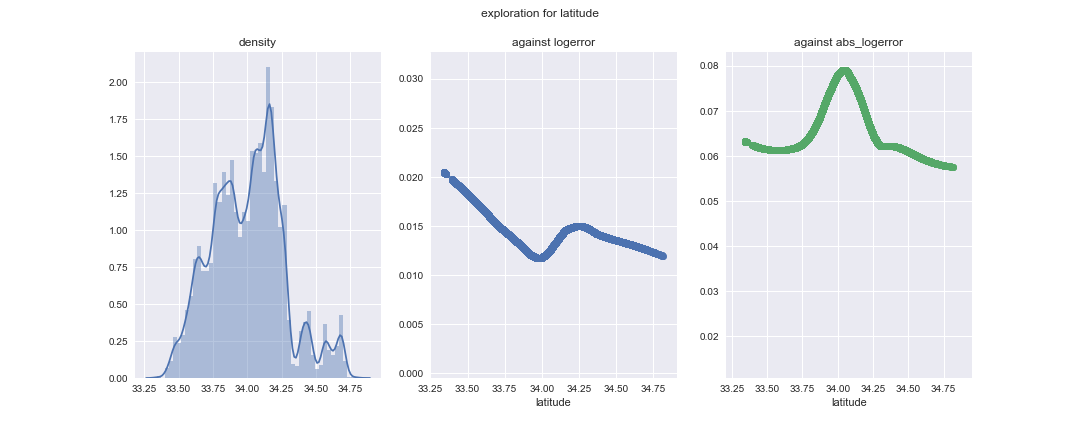 exploration for latitude
density
against logerror
against abs_logerror
2.00
1.75
1.50
1.25
1.00
0.75
0.50
0.25
0.00
33.25 33.50 33.75 34.00 34.25 34.50 34.75
0.030
0.025
0.020
0.015
0.010
0.005
0.000
33.25 33.50 33.75 34.00 34.25 34.50 34.75
latitude
0.08
0.07
0.06
0.05
0.04
0.03
0.02
33.25 33.50 33.75 34.00 34.25 34.50 34.75
latitude